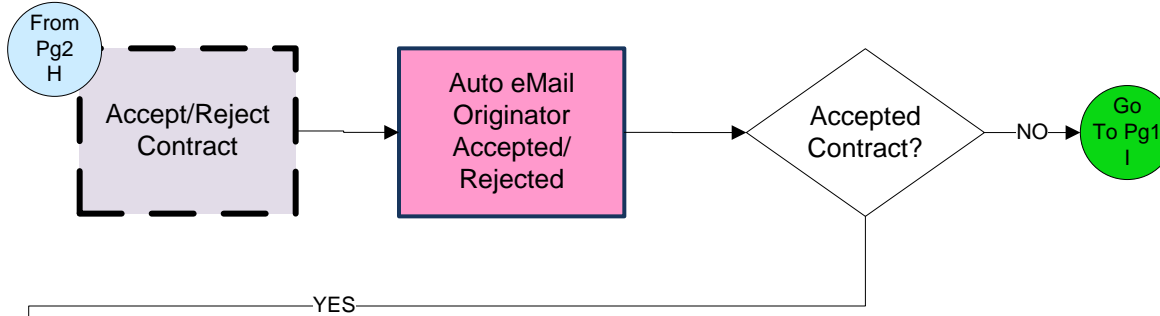 From
Pg2
H
Accept/Reject
Contract
Auto eMail
Originator
Accepted/
Rejected
Accepted
Contract?
NO
Go
To Pg1
I
YES